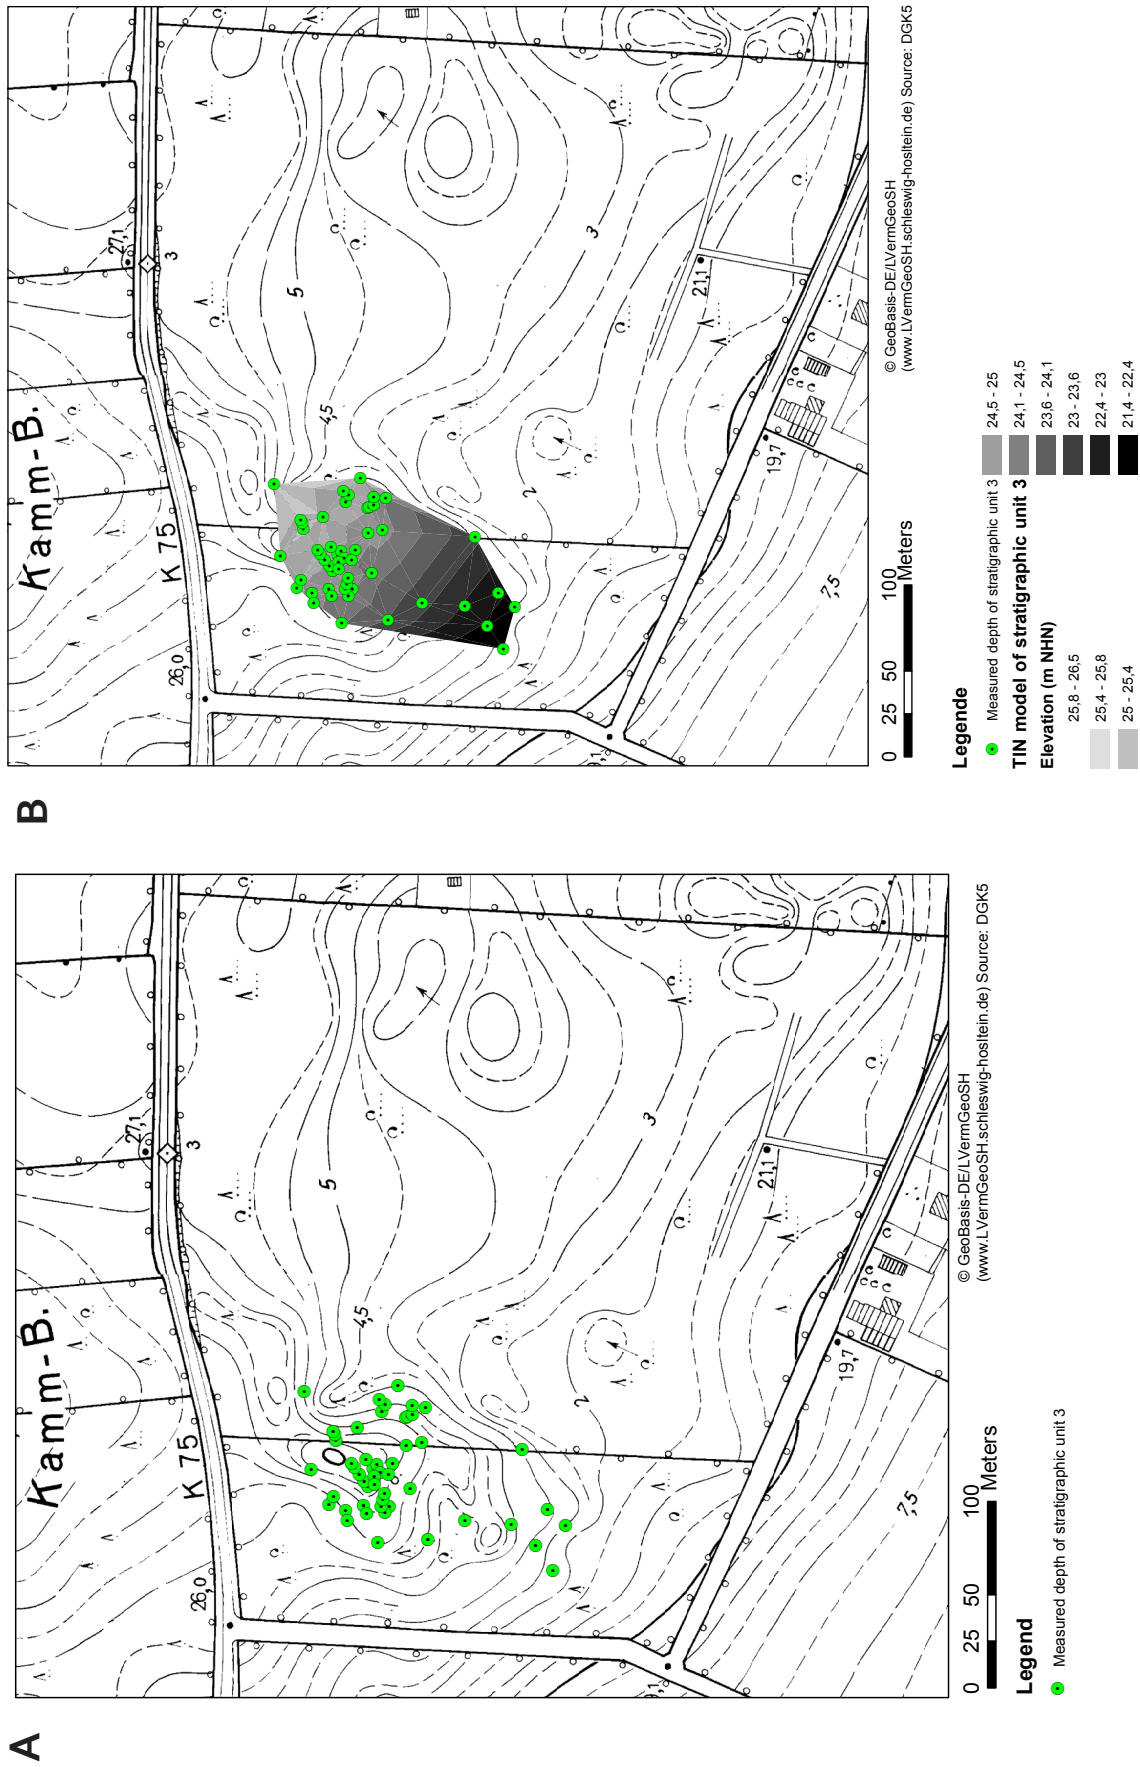 A
Kamm-B.
K 75
26,0
27,1
3
5
4,5
3
2
21,1
19,7
7,5
9,1
0 25 50 100
Meters
© GeoBasis-DE/LVermGeoSH
(www.LVermGeoSH.schleswig-hosltein.de) Source: DGK5
Legend
Measured depth of stratigraphic unit 3
B
Kamm-B.
K 75
26,0
27,1
3
5
4,5
3
2
21,1
19,7
7,5
9,1
0 25 50 100
Meters
© GeoBasis-DE/LVermGeoSH
(www.LVermGeoSH.schleswig-hosltein.de) Source: DGK5
Legende
Measured depth of stratigraphic unit 3
TIN model of stratigraphic unit 3
Elevation (m NHN)
25,8 - 26,5
25,4 - 25,8
25 - 25,4
24,5 - 25
24,1 - 24,5
23,6 - 24,1
23 - 23,6
22,4 - 23
21,4 - 22,4